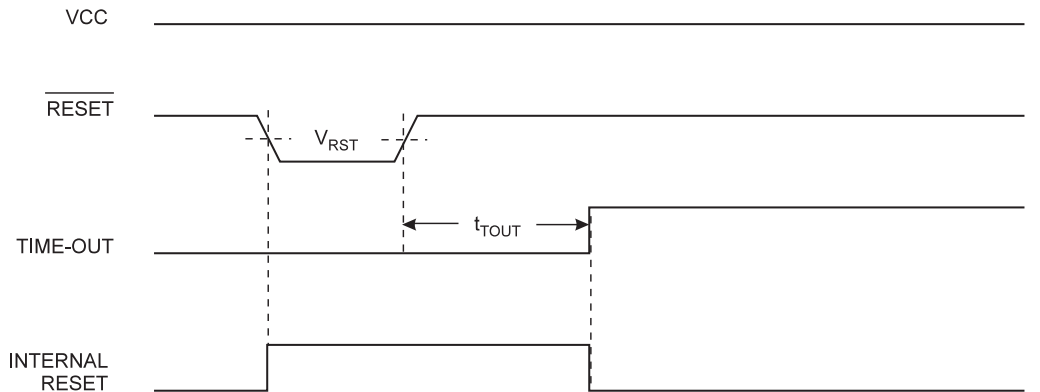 VCC
RESET
V_RST
t_TOUT
TIME-OUT
INTERNAL
RESET